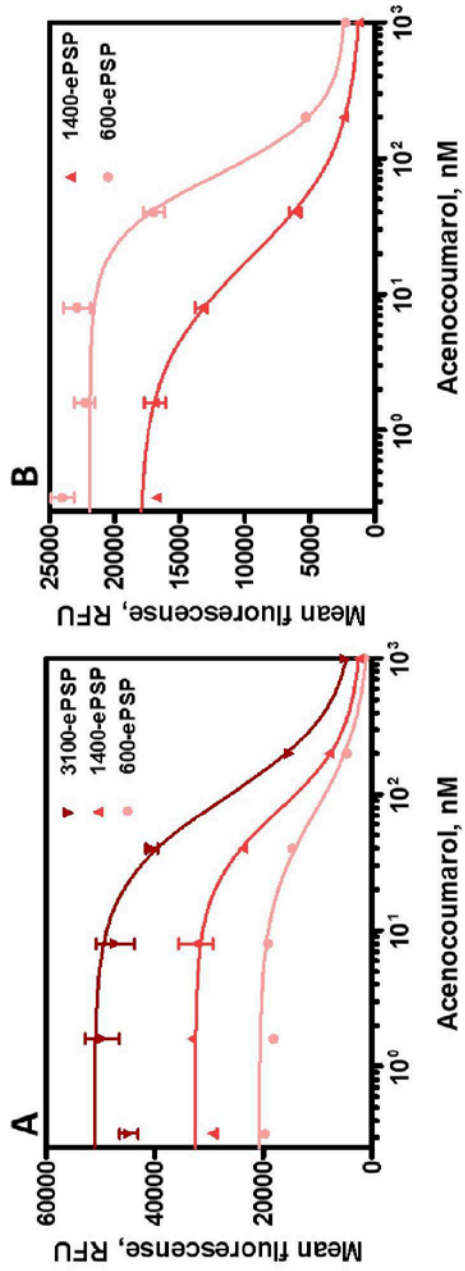 A
Mean fluorescense, RFU
60000
40000
20000
0
3100-ePSP
1400-ePSP
600-ePSP
10⁰
10¹
10²
10³
Acenocoumarol, nM
B
Mean fluorescense, RFU
25000
20000
15000
10000
5000
0
1400-ePSP
600-ePSP
10⁰
10¹
10²
10³
Acenocoumarol, nM